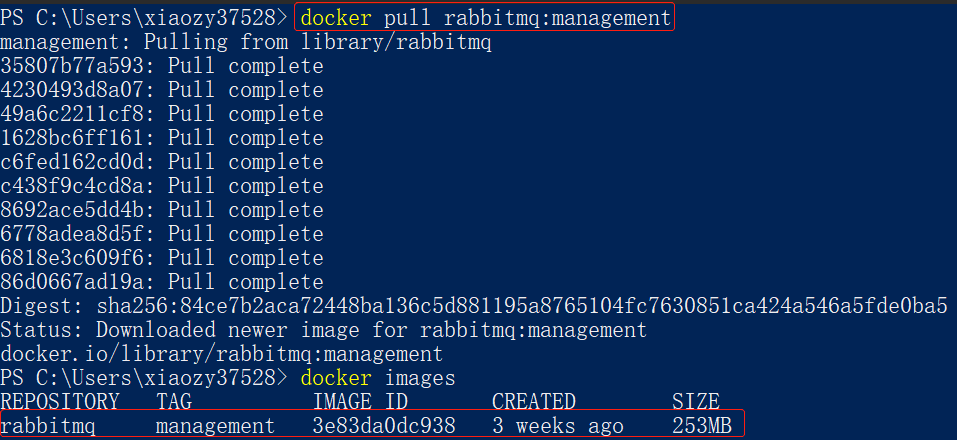 PS C:\Users\xiaozy37528> docker pull rabbitmq:management
management: Pulling from library/rabbitmq
35807b77a593: Pull complete
4230493d8a07: Pull complete
49a6c2211cf8: Pull complete
1628bc6ff161: Pull complete
c6fed162cd0d: Pull complete
c438f9c4cd8a: Pull complete
8692ace5dd4b: Pull complete
6778adea8d5f: Pull complete
6818e3c609f6: Pull complete
86d0667ad19a: Pull complete
Digest: sha256:84ce7b2aca72448ba136c5d881195a8765104fc7630851ca424a546a5fde0ba5
Status: Downloaded newer image for rabbitmq:management
docker.io/library/rabbitmq:management
PS C:\Users\xiaozy37528> docker images
REPOSITORY   TAG          IMAGE ID       CREATED       SIZE
rabbitmq     management   3e83da0dc938   3 weeks ago   253MB